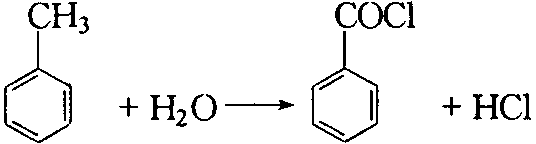 CH₃ COCl
+ H₂O ⟶ + HCl